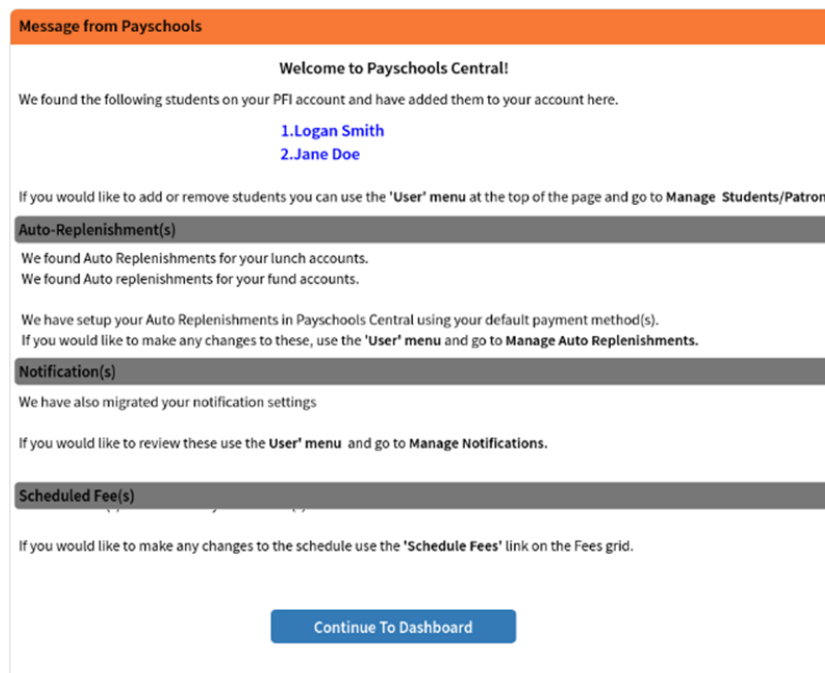 Message from Payschools
Welcome to Payschools Central!
We found the following students on your PFI account and have added them to your account here.
1.Logan Smith
2.Jane Doe
If you would like to add or remove students you can use the 'User' menu at the top of the page and go to Manage Students/Patron
Auto-Replenishment(s)
We found Auto Replenishments for your lunch accounts.
We found Auto replenishments for your fund accounts.
We have setup your Auto Replenishments in Payschools Central using your default payment method(s).
If you would like to make any changes to these, use the 'User' menu and go to Manage Auto Replenishments.
Notification(s)
We have also migrated your notification settings
If you would like to review these use the User' menu and go to Manage Notifications.
Scheduled Fee(s)
If you would like to make any changes to the schedule use the 'Schedule Fees' link on the Fees grid.
Continue To Dashboard